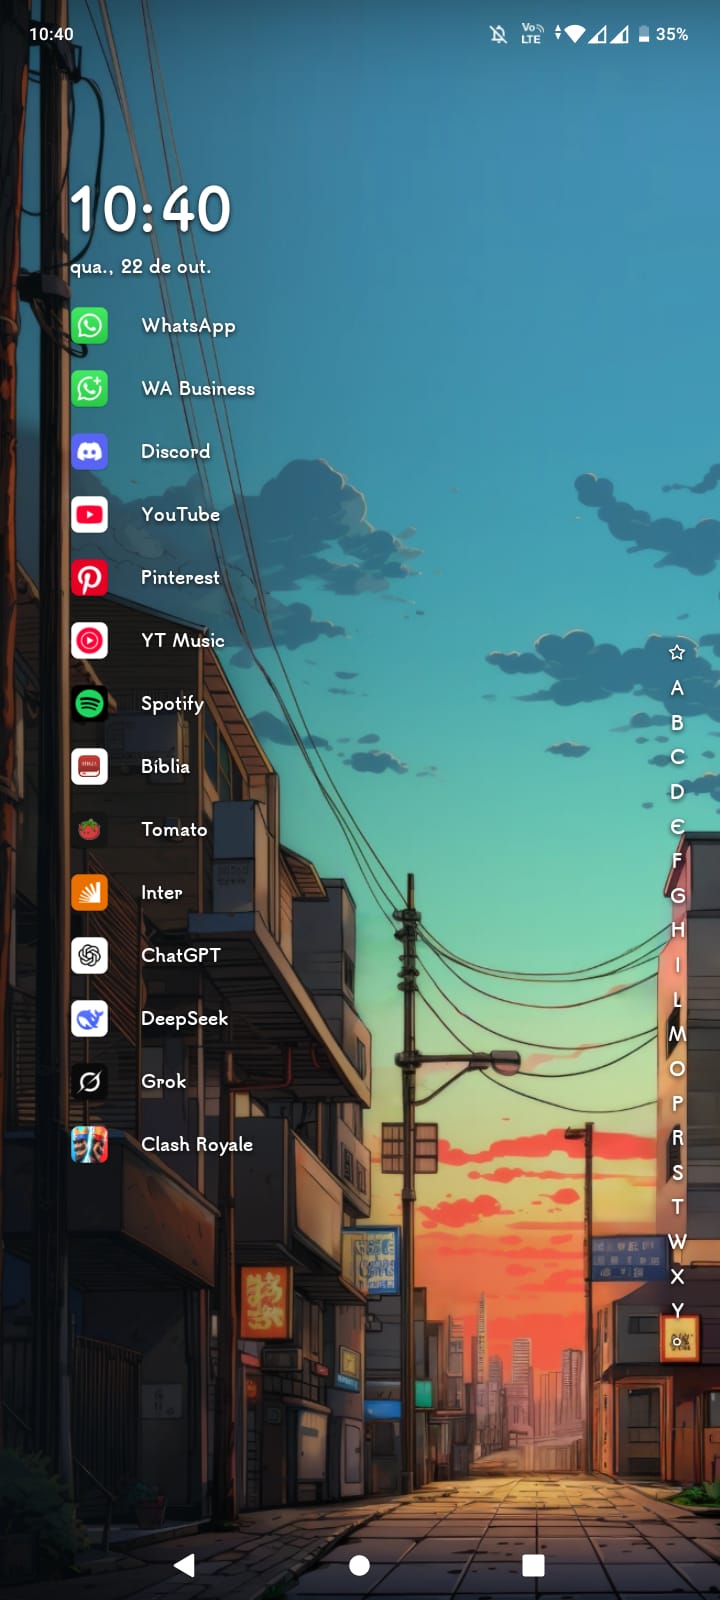 10:40
Vo LTE 35%
10:40
qua., 22 de out.
WhatsApp
WA Business
Discord
YouTube
Pinterest
YT Music
Spotify
Bíblia
Tomato
Inter
ChatGPT
DeepSeek
Grok
Clash Royale
A
B
C
D
E
F
G
H
I
L
M
O
P
R
S
T
W
X
Y